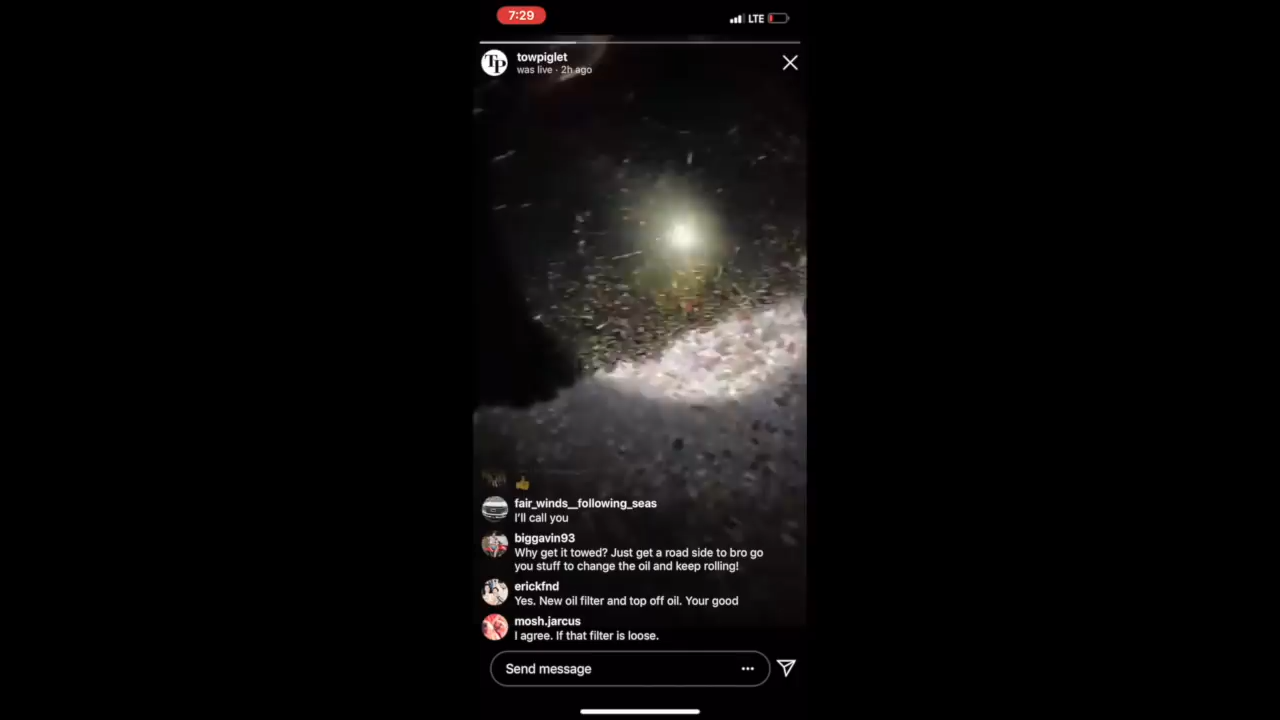 7:29
LTE
TP
towpiglet
was live · 2h ago
fair_winds__following_seas
I'll call you
biggavin93
Why get it towed? Just get a road side to bro go
you stuff to change the oil and keep rolling!
erickfnd
Yes. New oil filter and top off oil. Your good
mosh.jarcus
I agree. If that filter is loose.
Send message